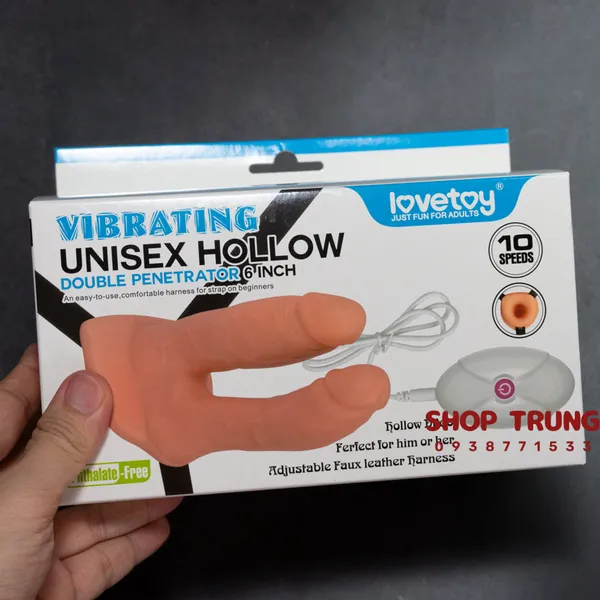 lovetoy®
JUST FUN FOR ADULTS
VIBRATING
UNISEX HOLLOW
DOUBLE PENETRATOR 6 INCH
An easy-to-use,comfortable harness for strap on beginners
10
SPEEDS
Hollow
Perfect for him or her
Adjustable Faux leather Harness
SHOP TRUNG
0938771533
Phthalate-Free